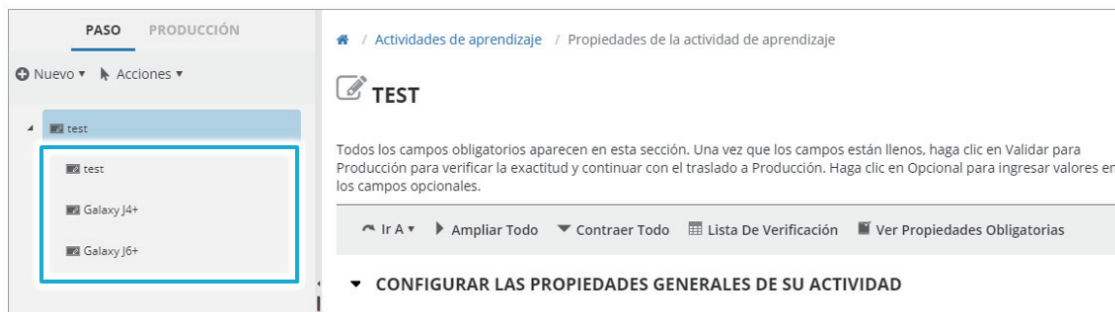 PASO PRODUCCIÓN
Nuevo Acciones
test
test
Galaxy J4+
Galaxy J6+
/ Actividades de aprendizaje / Propiedades de la actividad de aprendizaje
TEST
Todos los campos obligatorios aparecen en esta sección. Una vez que los campos están llenos, haga clic en Validar para
Producción para verificar la exactitud y continuar con el traslado a Producción. Haga clic en Opcional para ingresar valores en
los campos opcionales.
Ir A Ampliar Todo Contraer Todo Lista De Verificación Ver Propiedades Obligatorias
CONFIGURAR LAS PROPIEDADES GENERALES DE SU ACTIVIDAD